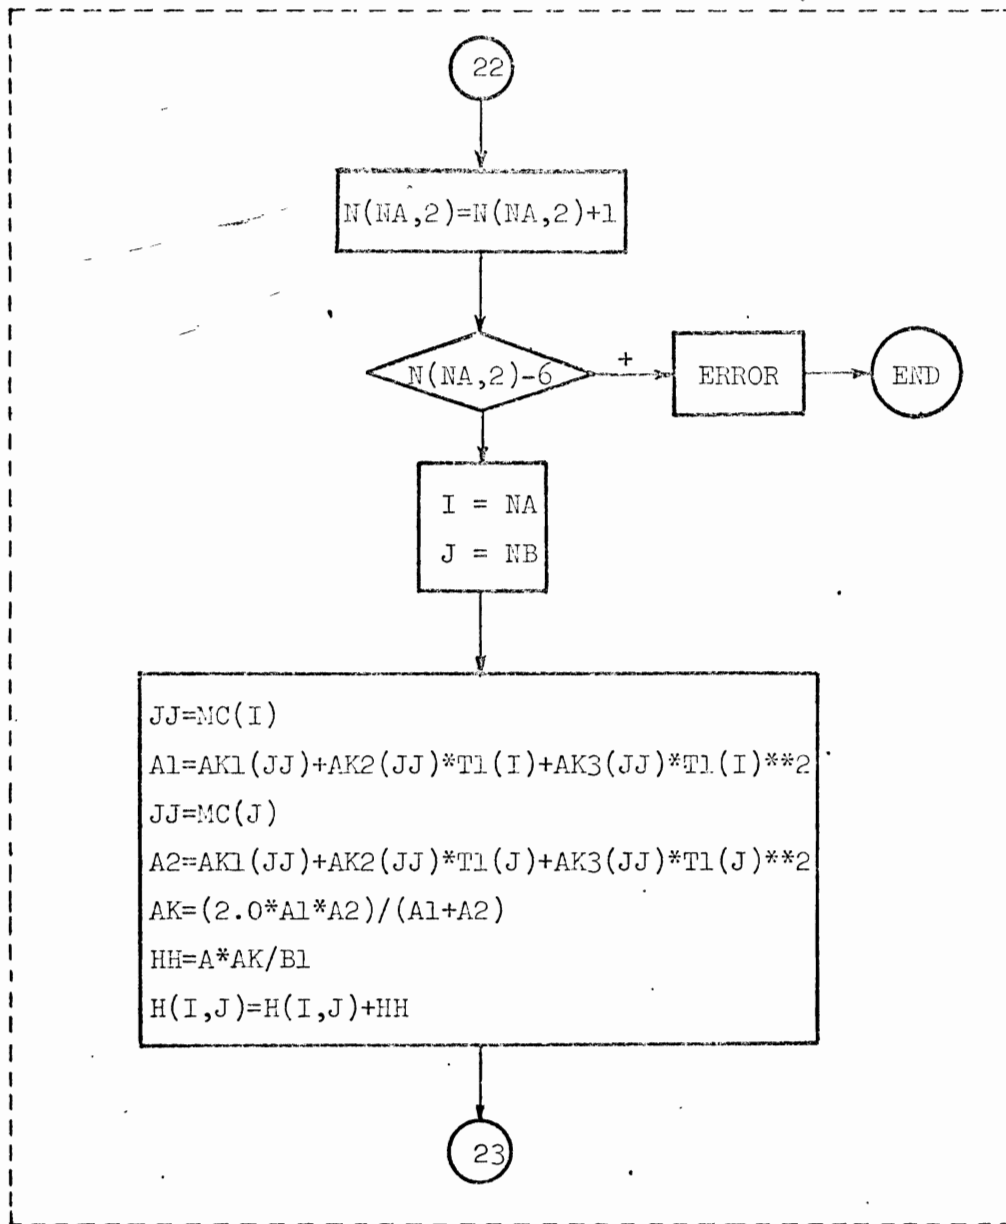 22
N(NA,2)=N(NA,2)+1
N(NA,2)-6
+
ERROR
END
I = NA
J = NB
JJ=MC(I)
A1=AK1(JJ)+AK2(JJ)*T1(I)+AK3(JJ)*T1(I)**2
JJ=MC(J)
A2=AK1(JJ)+AK2(JJ)*T1(J)+AK3(JJ)*T1(J)**2
AK=(2.0*A1*A2)/(A1+A2)
HH=A*AK/B1
H(I,J)=H(I,J)+HH
23